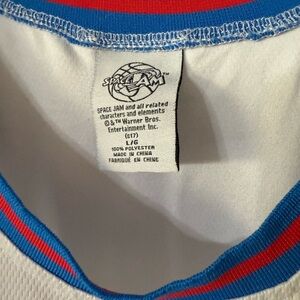 SPACE JAM
SPACE JAM and all related
characters and elements
© & ™ Warner Bros.
Entertainment Inc.
(s17)
L/G
100% POLYESTER
MADE IN CHINA
FABRIQUÉ EN CHINE